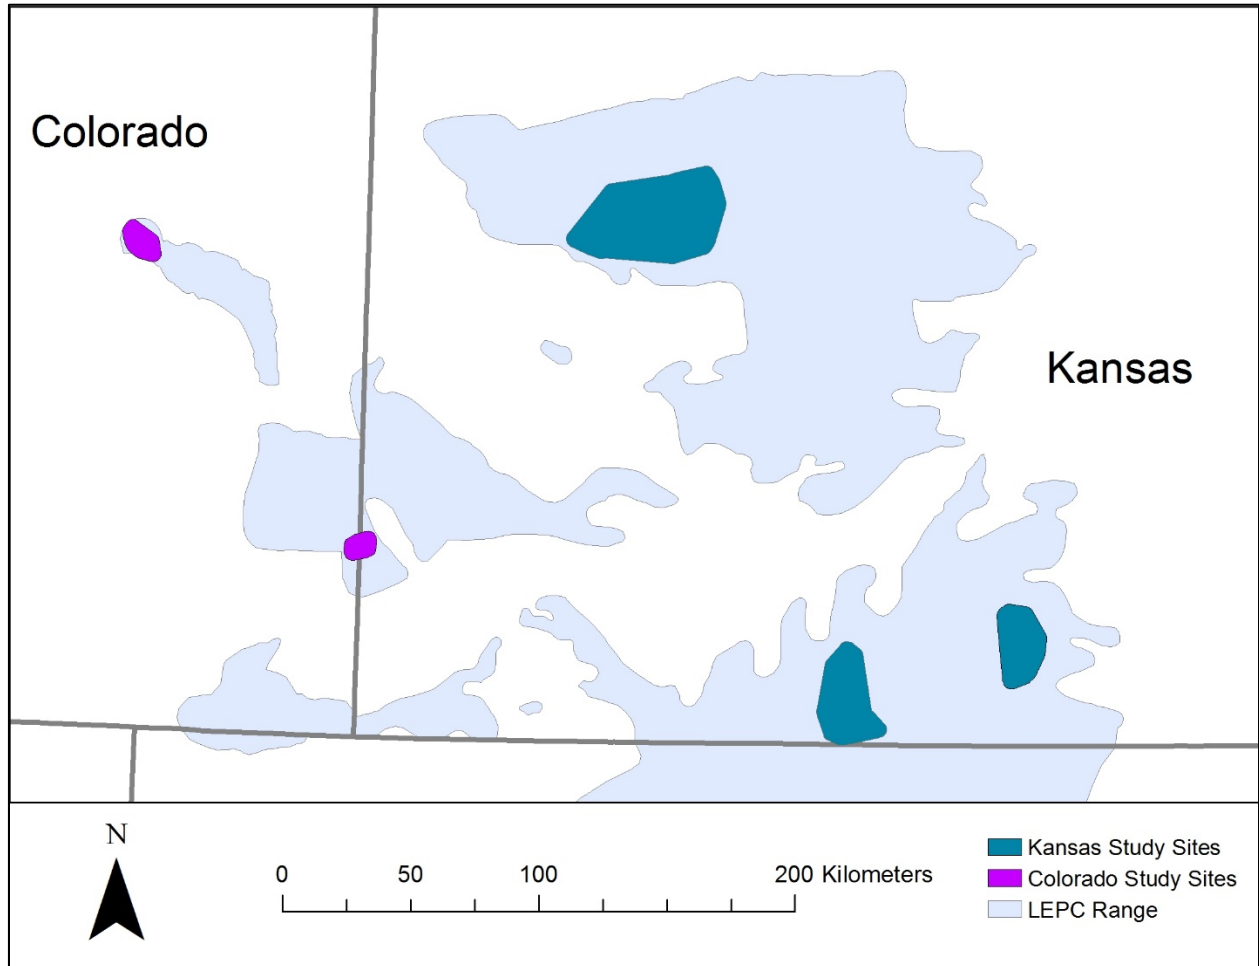 Colorado
Kansas
N
0 50 100 200 Kilometers
Kansas Study Sites
Colorado Study Sites
LEPC Range